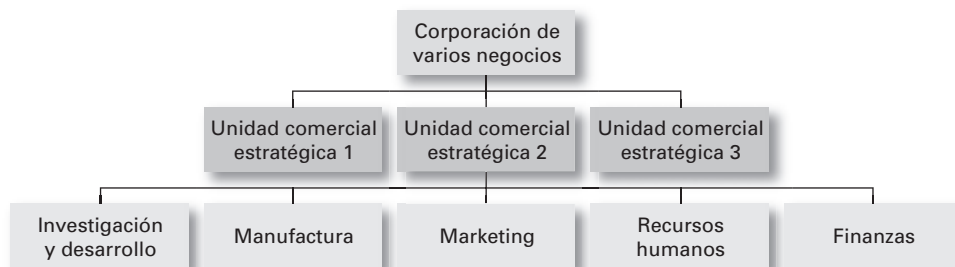 Corporación de
varios negocios
Unidad comercial
estratégica 1
Unidad comercial
estratégica 2
Unidad comercial
estratégica 3
Investigación
y desarrollo
Manufactura
Marketing
Recursos
humanos
Finanzas